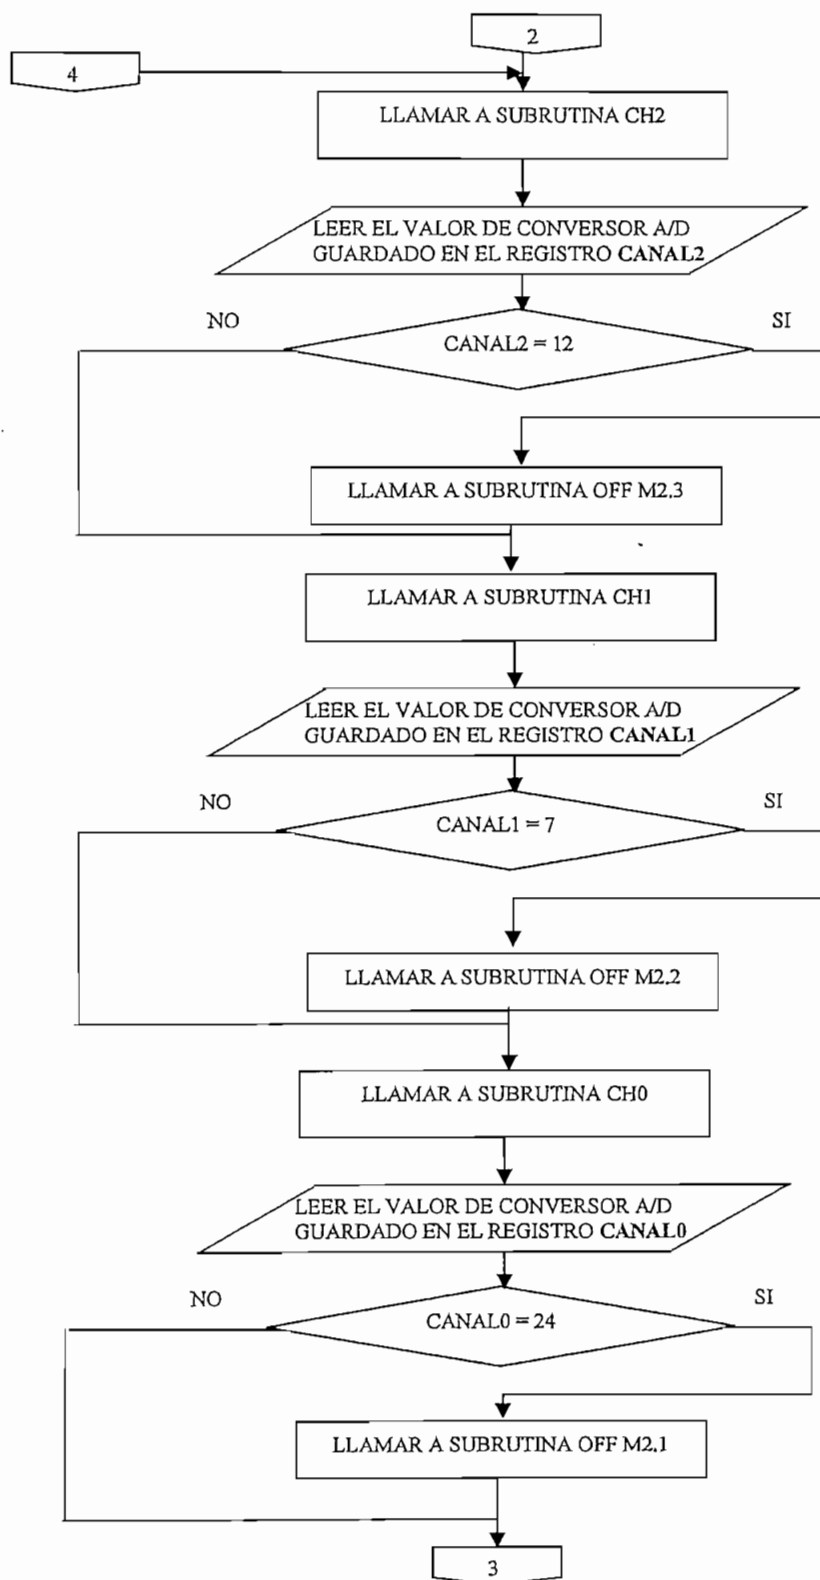 2
4
LLAMAR A SUBRUTINA CH2
LEER EL VALOR DE CONVERSOR A/D
GUARDADO EN EL REGISTRO CANAL2
NO
SI
CANAL2 = 12
LLAMAR A SUBRUTINA OFF M2.3
LLAMAR A SUBRUTINA CH1
LEER EL VALOR DE CONVERSOR A/D
GUARDADO EN EL REGISTRO CANAL1
NO
SI
CANAL1 = 7
LLAMAR A SUBRUTINA OFF M2.2
LLAMAR A SUBRUTINA CH0
LEER EL VALOR DE CONVERSOR A/D
GUARDADO EN EL REGISTRO CANAL0
NO
SI
CANAL0 = 24
LLAMAR A SUBRUTINA OFF M2.1
3